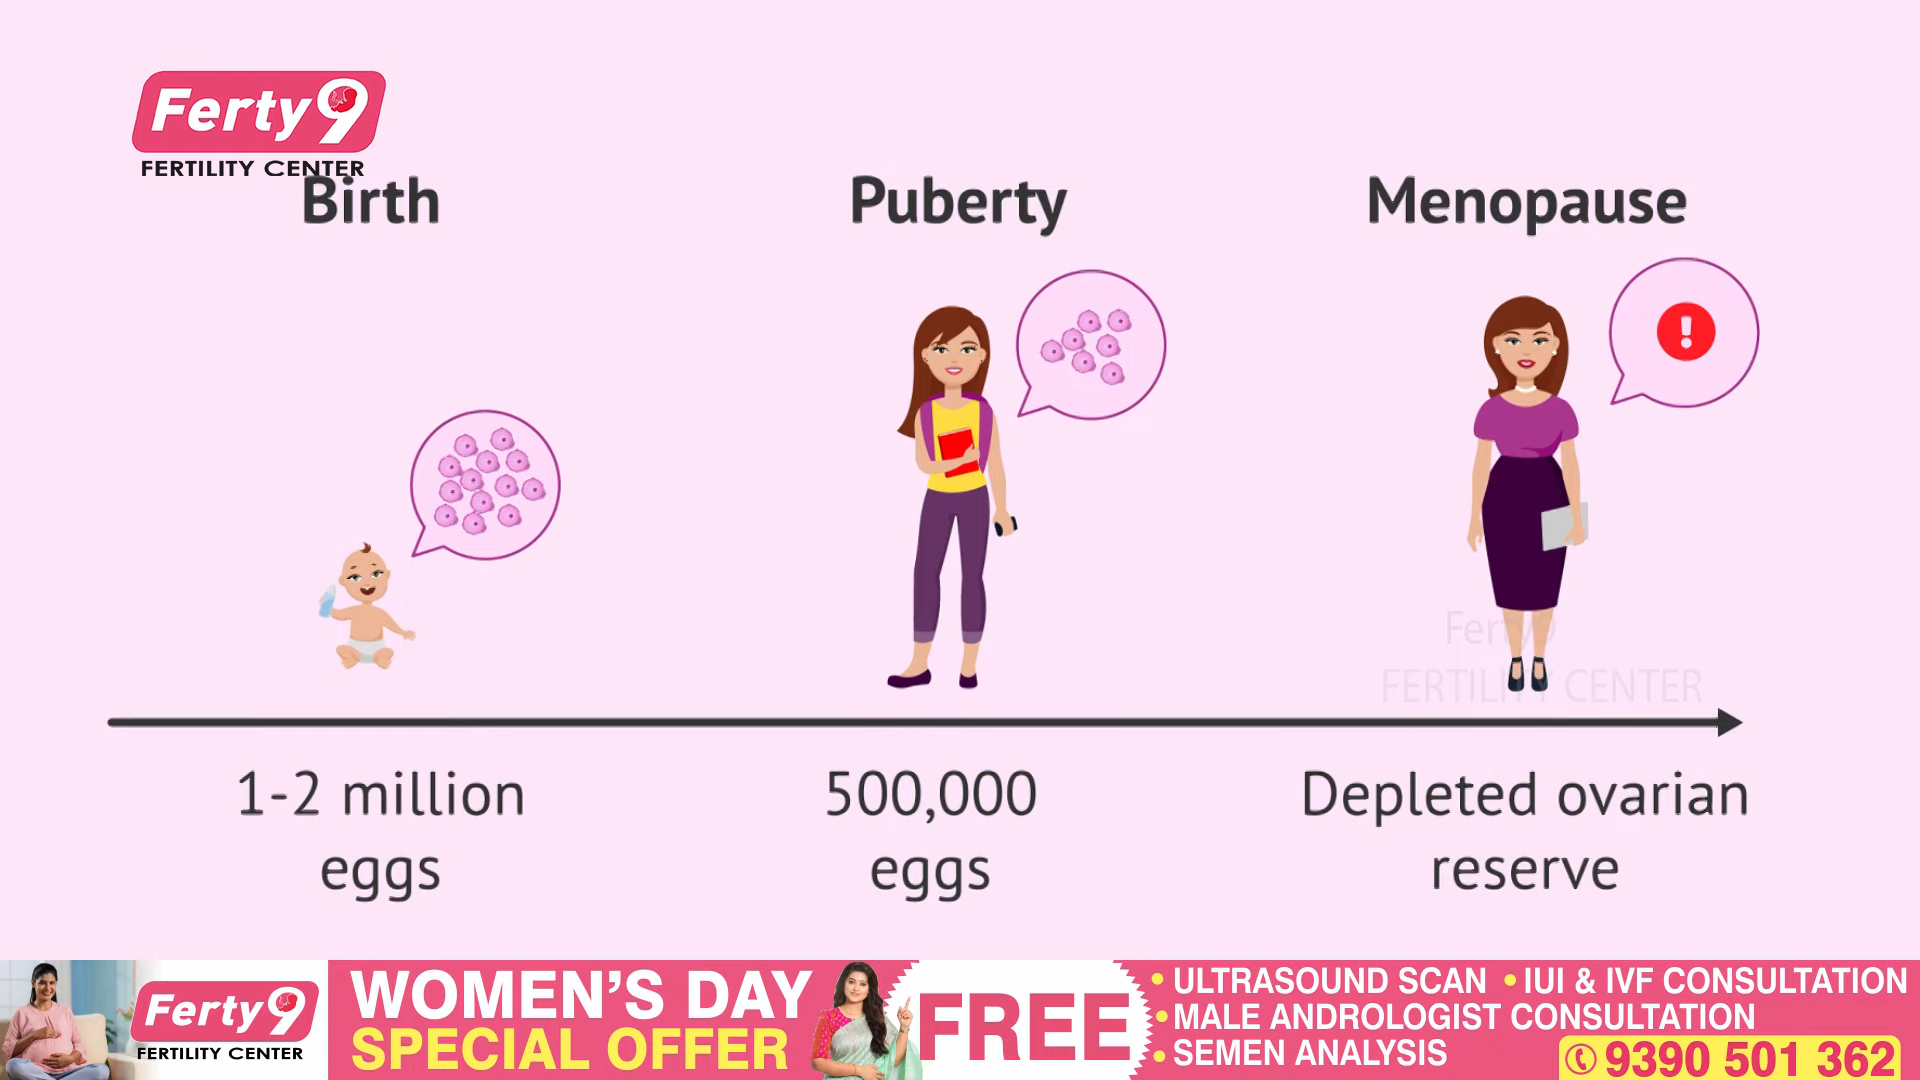 Ferty9
FERTILITY CENTER
Birth
Puberty
Menopause
!
Ferty9
FERTILITY CENTER
1-2 million
eggs
500,000
eggs
Depleted ovarian
reserve
Ferty9
FERTILITY CENTER
WOMEN'S DAY
SPECIAL OFFER
FREE
• ULTRASOUND SCAN • IUI & IVF CONSULTATION
• MALE ANDROLOGIST CONSULTATION
• SEMEN ANALYSIS
9390 501 362